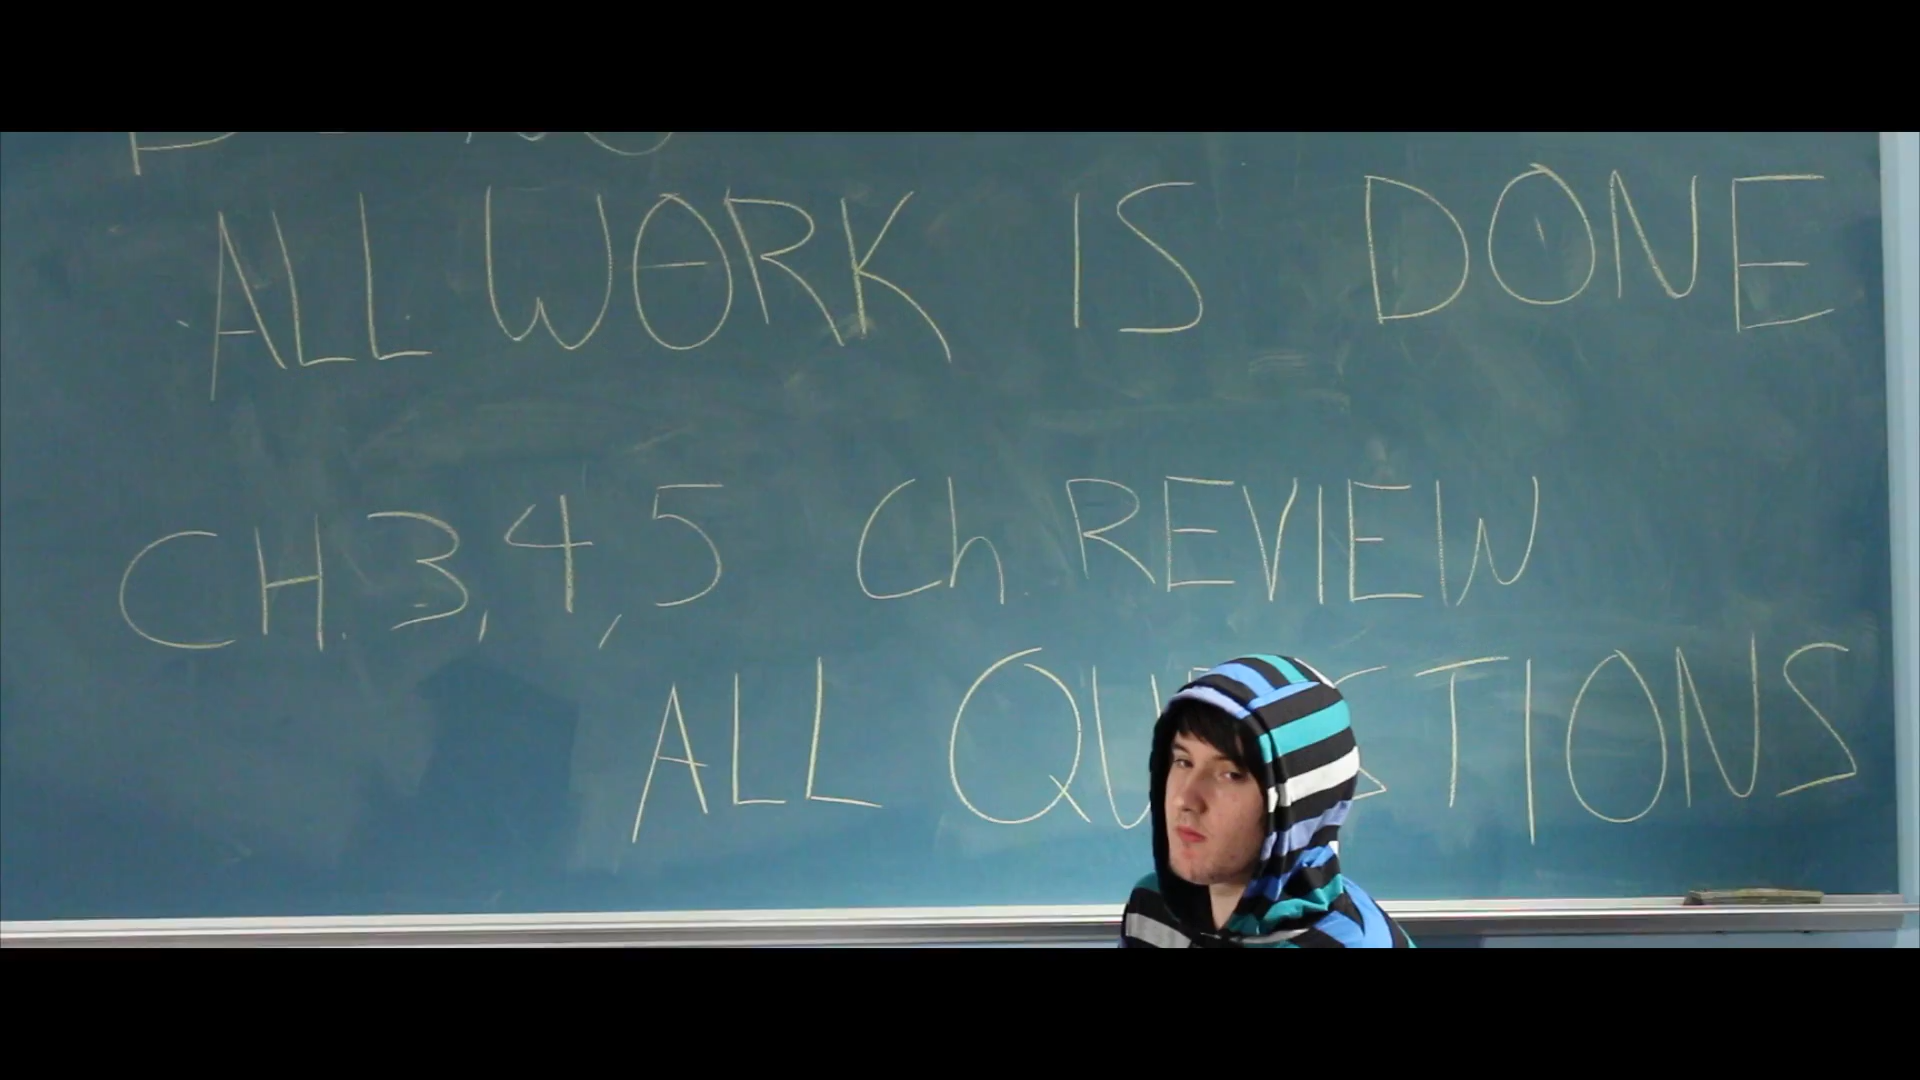 ALL WORK IS DONE
CH. 3, 4, 5 Ch. REVIEW
ALL QUESTIONS